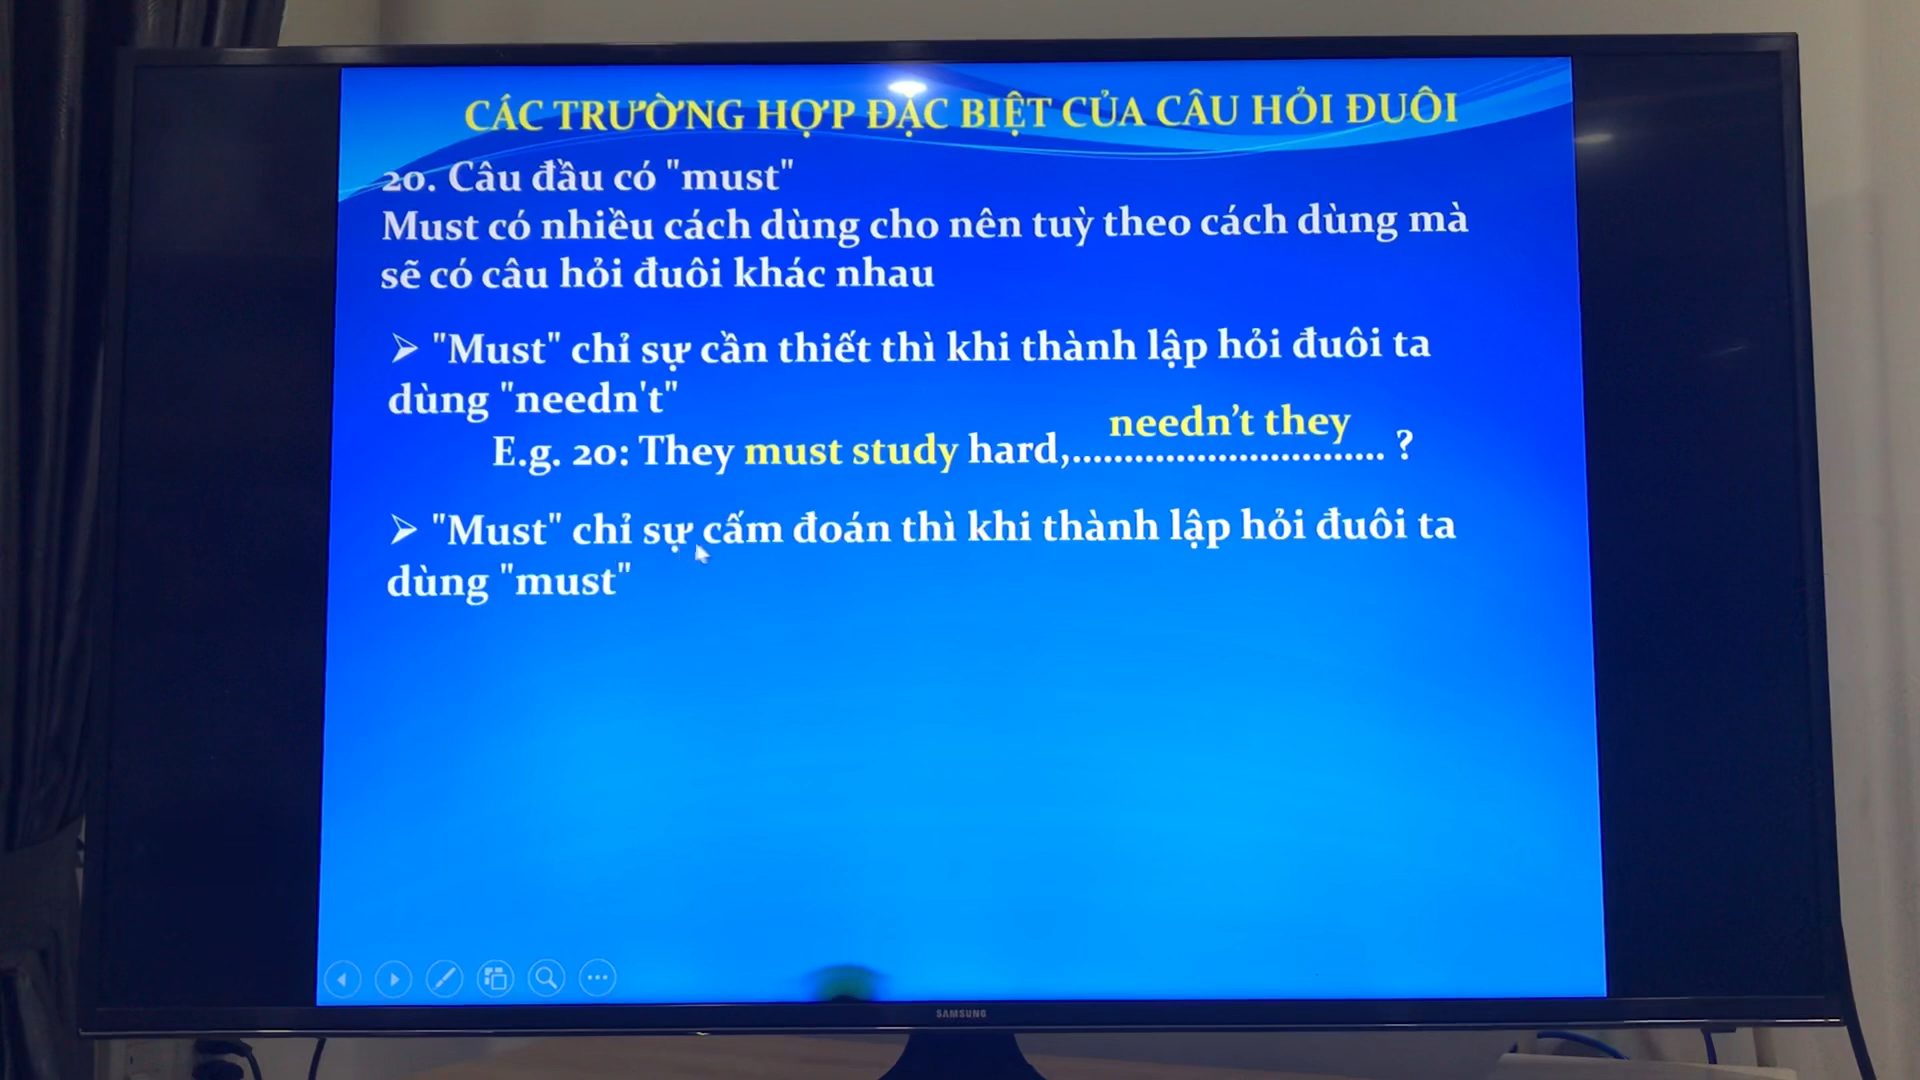 CÁC TRƯỜNG HỢP ĐẶC BIỆT CỦA CÂU HỎI ĐUÔI
20. Câu đầu có "must"
Must có nhiều cách dùng cho nên tuỳ theo cách dùng mà
sẽ có câu hỏi đuôi khác nhau
➢ "Must" chỉ sự cần thiết thì khi thành lập hỏi đuôi ta
dùng "needn't"
needn’t they
E.g. 20: They must study hard,.............................. ?
➢ "Must" chỉ sự cấm đoán thì khi thành lập hỏi đuôi ta
dùng "must"
SAMSUNG